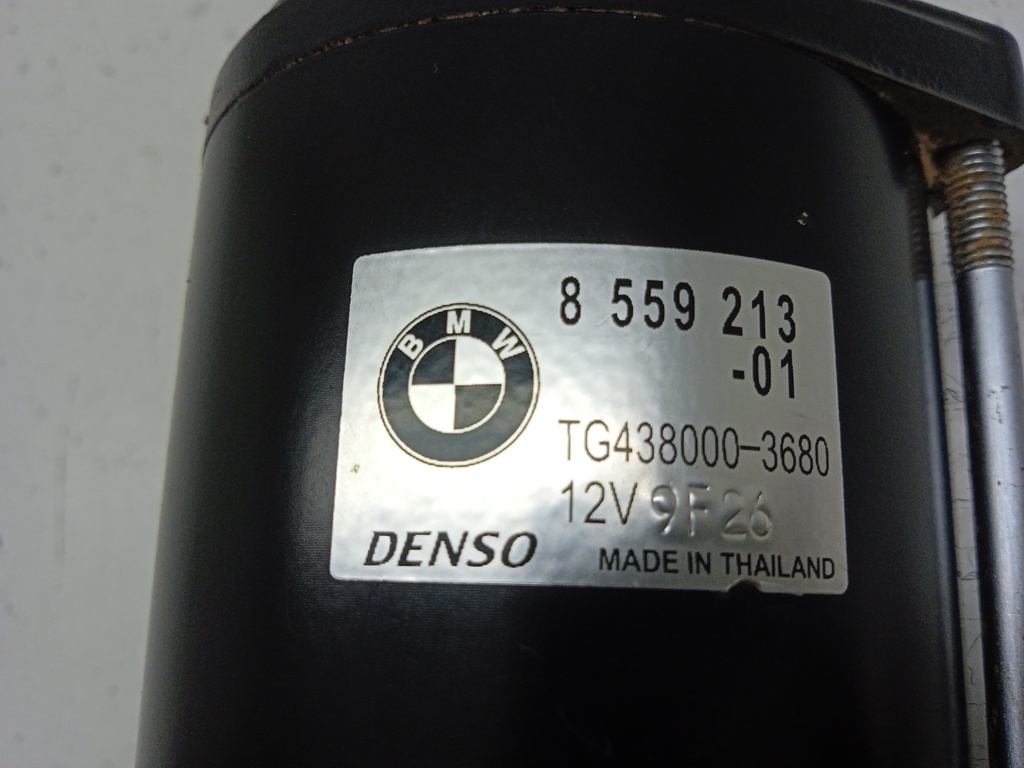 BMW
8 559 213
-01
TG438000-3680
12V 9F26
DENSO
MADE IN THAILAND